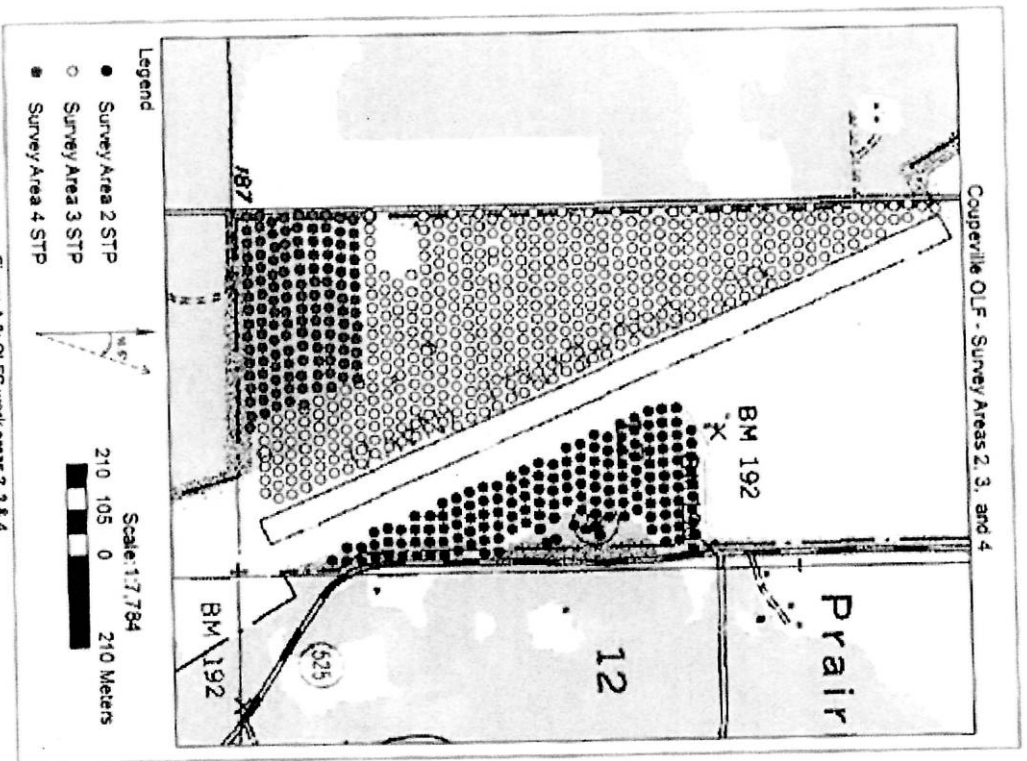 Coupeville OLF - Survey Areas 2, 3, and 4
Prair
BM 192
12
525
187
BM 192
Legend
Survey Area 2 STP
Survey Area 3 STP
Survey Area 4 STP
Scale: 1:7,784
210 105 0 210 Meters